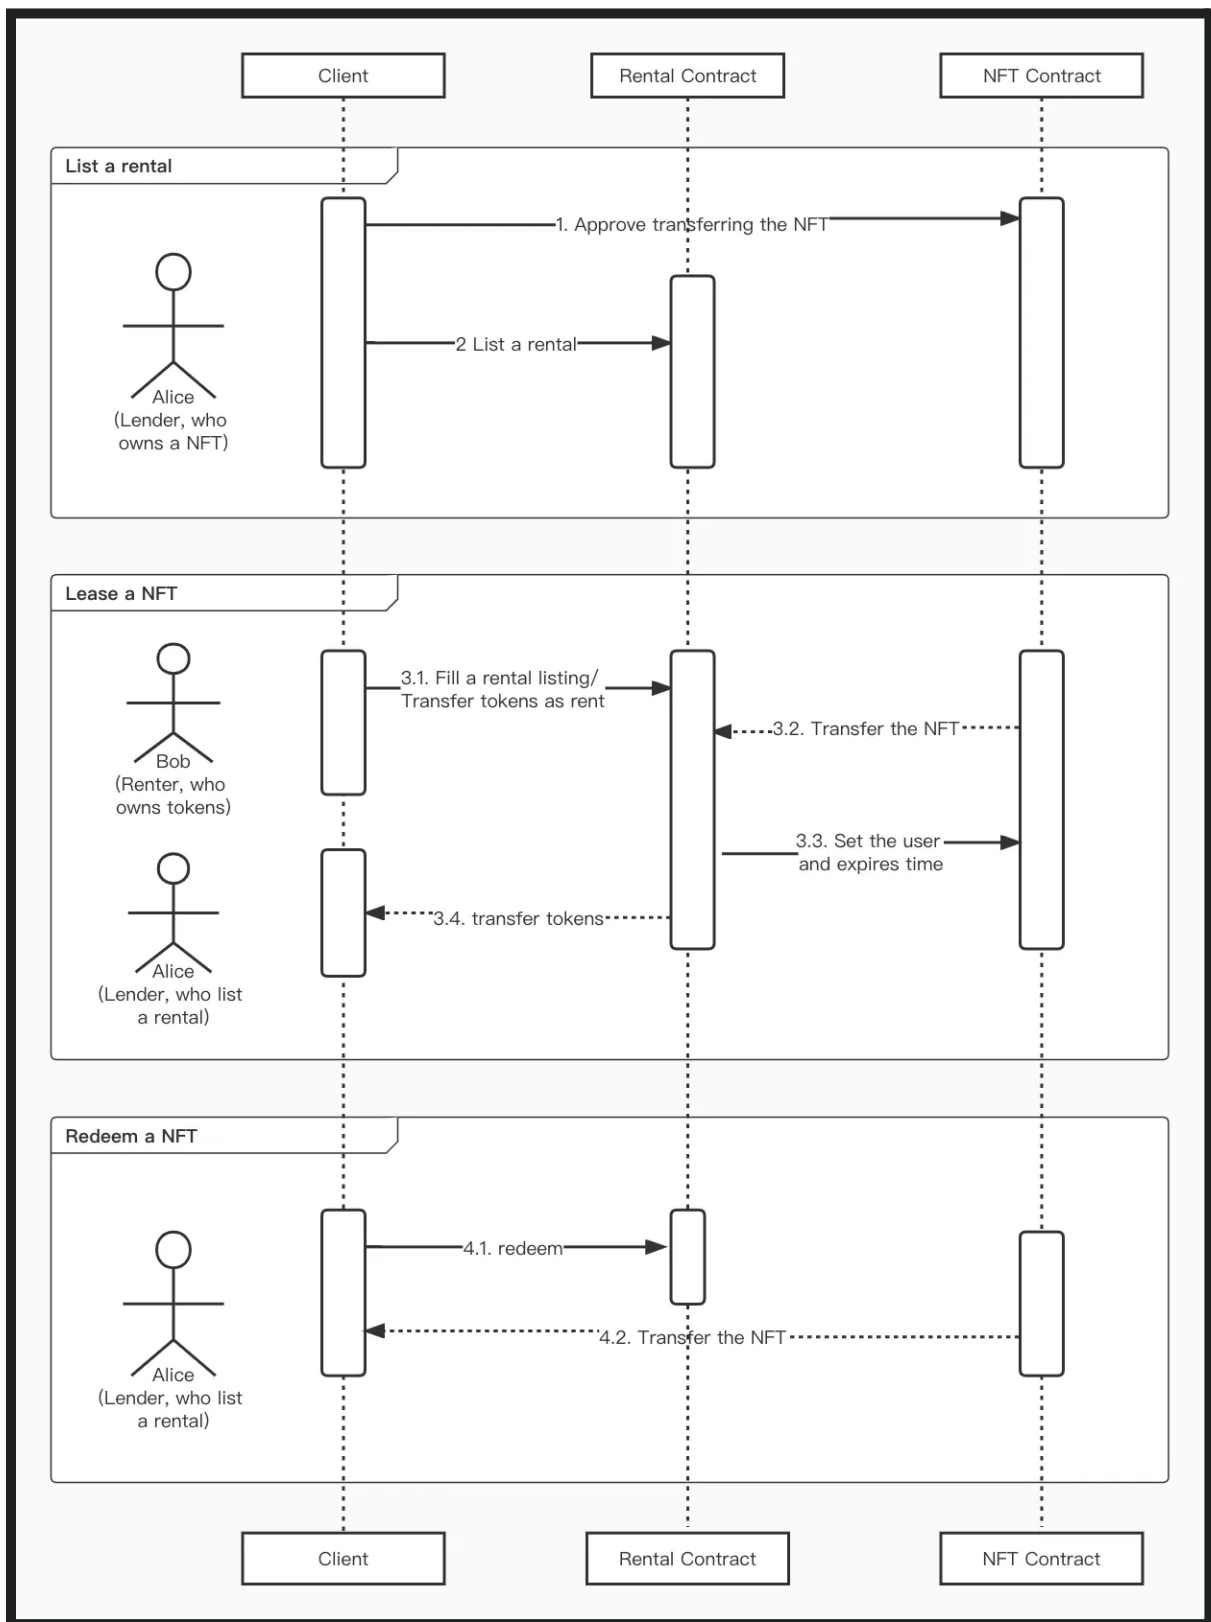 Client
Rental Contract
NFT Contract
List a rental
1. Approve transferring the NFT
2 List a rental
Alice
(Lender, who
owns a NFT)
Lease a NFT
3.1. Fill a rental listing/
Transfer tokens as rent
3.2. Transfer the NFT
Bob
(Renter, who
owns tokens)
3.3. Set the user
and expires time
3.4. transfer tokens
Alice
(Lender, who list
a rental)
Redeem a NFT
4.1. redeem
4.2. Transfer the NFT
Alice
(Lender, who list
a rental)
Client
Rental Contract
NFT Contract